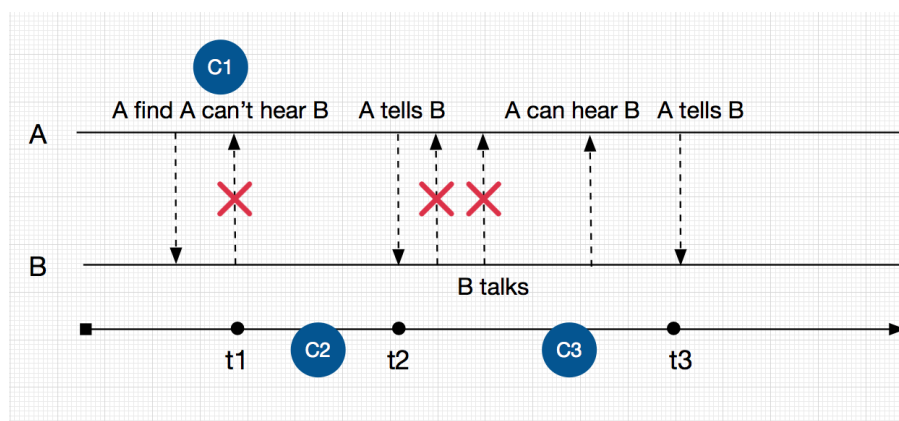 C1
A find A can't hear B
A tells B
A can hear B
A tells B
A
B
B talks
C2
C3
t1
t2
t3